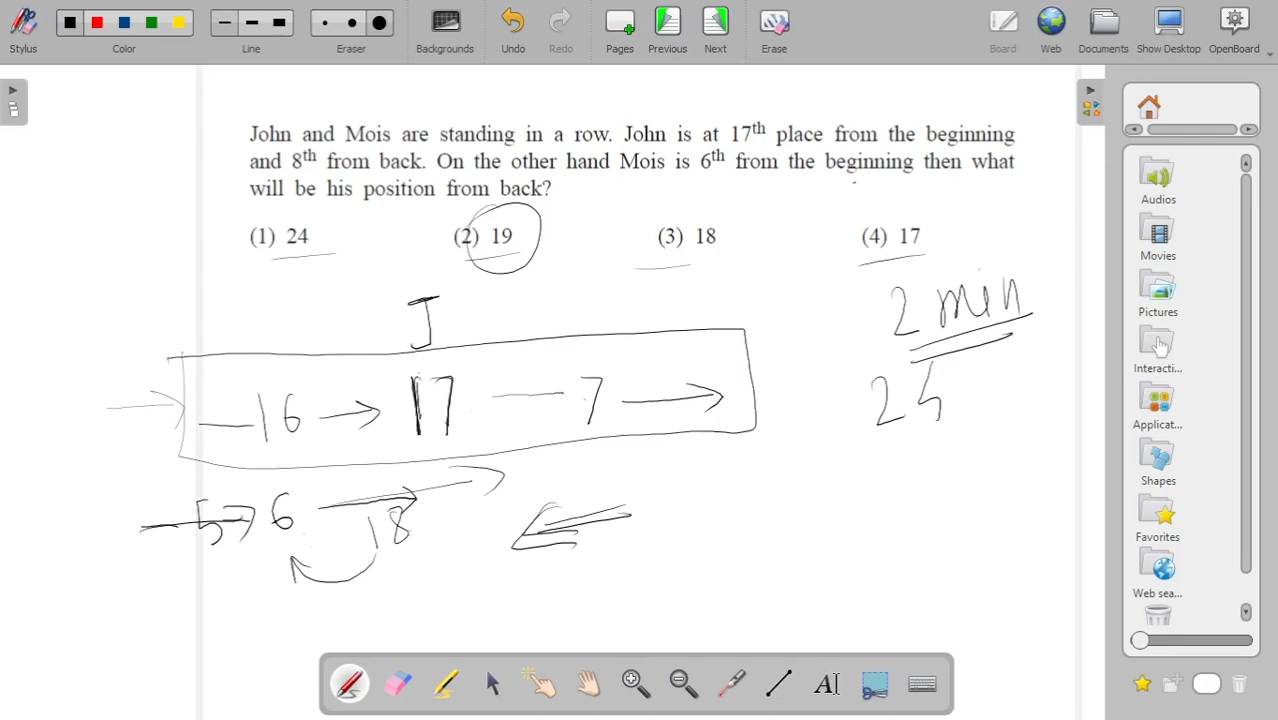 Stylus Color Line Eraser Backgrounds Undo Redo Pages Previous Next Erase Board Web Documents Show Desktop OpenBoard
John and Mois are standing in a row. John is at 17th place from the beginning
and 8th from back. On the other hand Mois is 6th from the beginning then what
will be his position from back?
(1) 24 (2) 19 (3) 18 (4) 17
J
2 min
16 17 7
24
5 6
18
Audios
Movies
Pictures
Interacti...
Applicat...
Shapes
Favorites
Web sea...